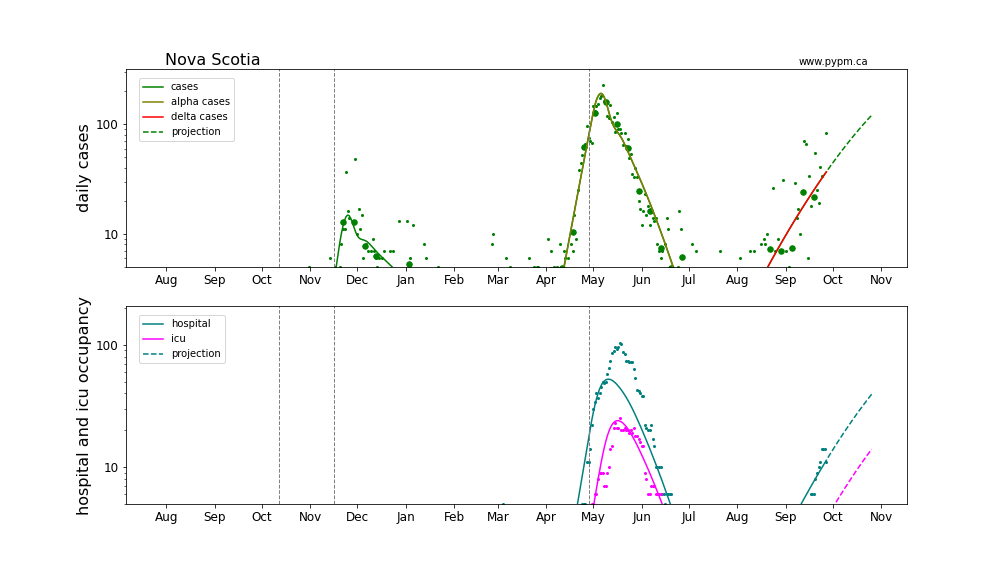 Nova Scotia
www.pypm.ca
cases
alpha cases
delta cases
projection
daily cases
100
10
Aug Sep Oct Nov Dec Jan Feb Mar Apr May Jun Jul Aug Sep Oct Nov
hospital
icu
projection
hospital and icu occupancy
100
10
Aug Sep Oct Nov Dec Jan Feb Mar Apr May Jun Jul Aug Sep Oct Nov